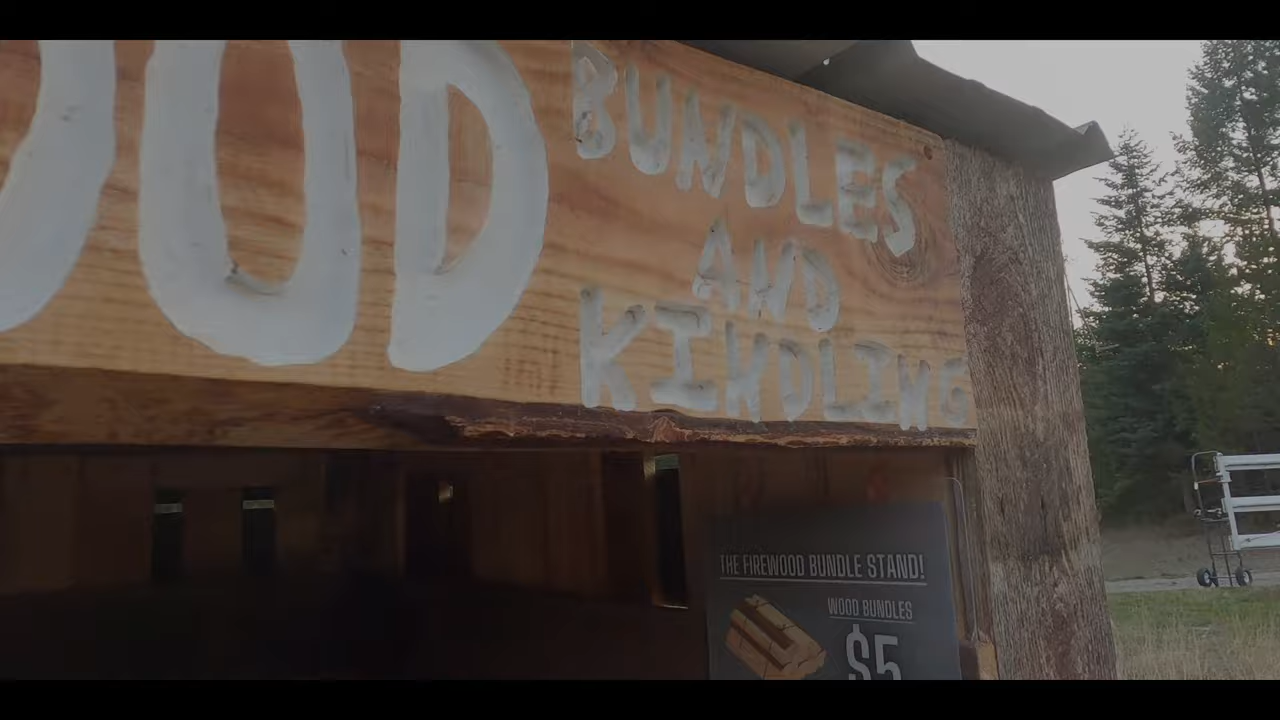 OOD
BUNDLES
AND
KINDLING
THE FIREWOOD BUNDLE STAND!
WOOD BUNDLES
$5